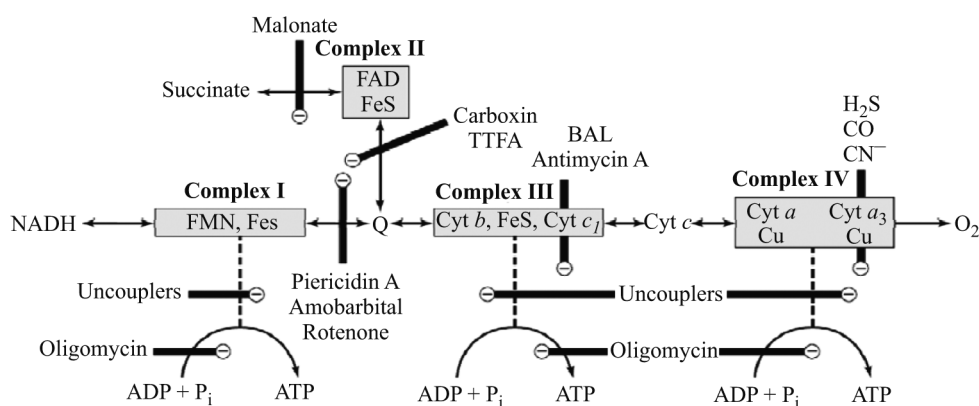 Malonate
Complex II
Succinate
FAD
FeS
Carboxin
TTFA
BAL
Antimycin A
H₂S
CO
CN⁻
Complex I
Complex III
Complex IV
NADH
FMN, Fes
Q
Cyt b, FeS, Cyt c₁
Cyt c
Cyt a
Cu
Cyt a₃
Cu
O₂
Piericidin A
Amobarbital
Rotenone
Uncouplers
Uncouplers
Oligomycin
Oligomycin
ADP + Pᵢ
ATP
ADP + Pᵢ
ATP
ADP + Pᵢ
ATP